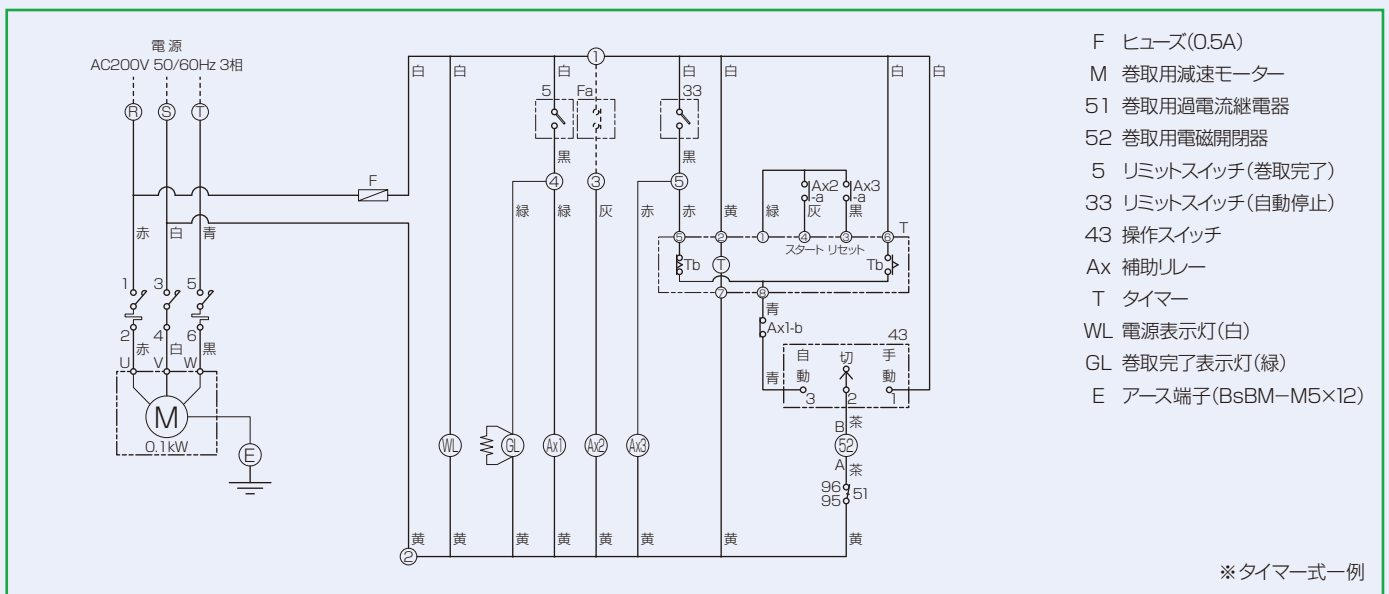 電源
AC200V 50/60Hz 3相
R S T
F
赤 白 青
1 3 5
2 4 6
赤 白 黒
U V W
M
0.1kW
E
①
白 白 白 白 白 白 白
5 Fa 33
黒 黒
④ ③ ⑤
緑 緑 灰 赤 赤 黄 緑
Ax2
-a
灰
Ax3
-a
黒
⑤ ② ① ④ ③ ⑥ T
スタート リセット
Tb T Tb
⑦ ⑧
青
Ax1-b
43
自動 切 手動
青
3 2 1
B 茶
WL GL Ax1 Ax2 Ax3 52
A 茶
96
95 51
黄 黄 黄 黄 黄 黄 黄 黄
②
F ヒューズ(0.5A)
M 巻取用減速モーター
51 巻取用過電流継電器
52 巻取用電磁開閉器
5 リミットスイッチ(巻取完了)
33 リミットスイッチ(自動停止)
43 操作スイッチ
Ax 補助リレー
T タイマー
WL 電源表示灯(白)
GL 巻取完了表示灯(緑)
E アース端子(BsBM−M5×12)
※タイマー式一例